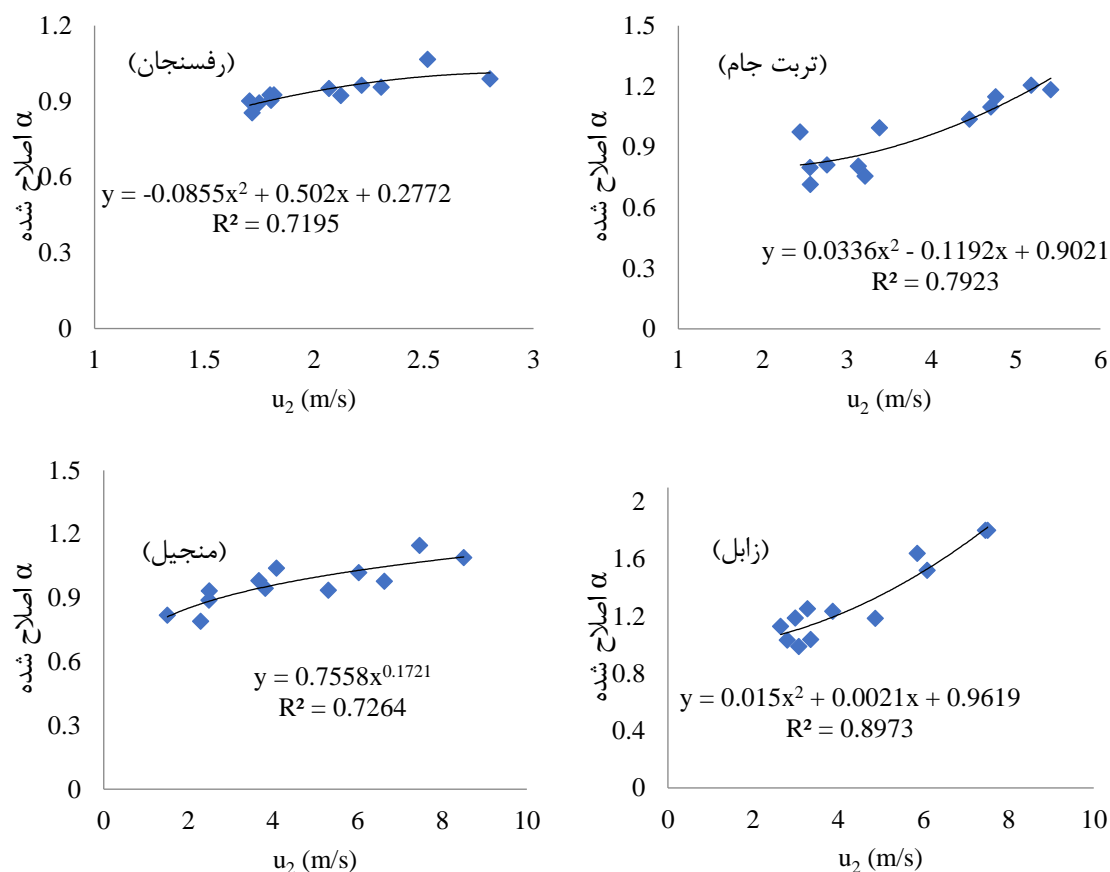 (رفسنجان)
α اصلاح شده
1.2
0.9
0.6
0.3
0
y = -0.0855x² + 0.502x + 0.2772
R² = 0.7195
1 1.5 2 2.5 3
u₂ (m/s)
(تربت جام)
α اصلاح شده
1.5
1.2
0.9
0.6
0.3
0
y = 0.0336x² - 0.1192x + 0.9021
R² = 0.7923
1 2 3 4 5 6
u₂ (m/s)
(منجیل)
α اصلاح شده
1.5
1.2
0.9
0.6
0.3
0
y = 0.7558x⁰·¹⁷²¹
R² = 0.7264
0 2 4 6 8 10
u₂ (m/s)
(زابل)
α اصلاح شده
2
1.6
1.2
0.8
0.4
0
y = 0.015x² + 0.0021x + 0.9619
R² = 0.8973
0 2 4 6 8 10
u₂ (m/s)